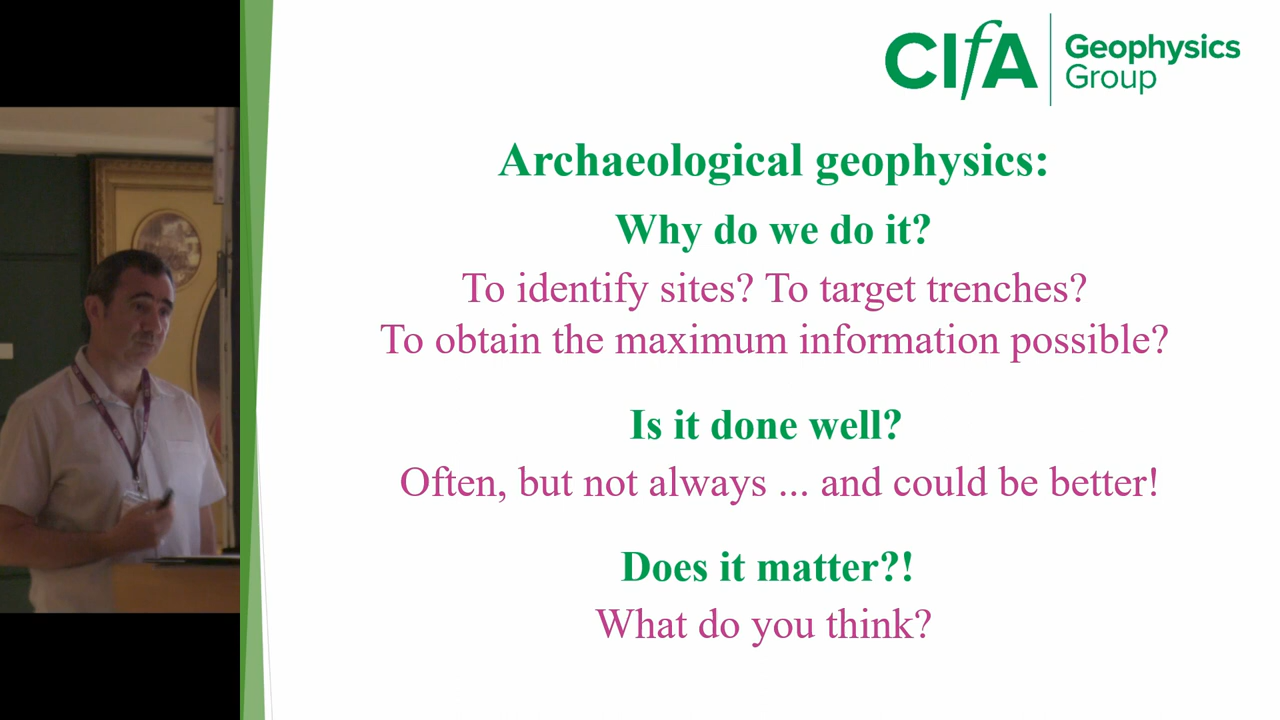 CIfA
Geophysics
Group
Archaeological geophysics:
Why do we do it?
To identify sites? To target trenches?
To obtain the maximum information possible?
Is it done well?
Often, but not always ... and could be better!
Does it matter?!
What do you think?